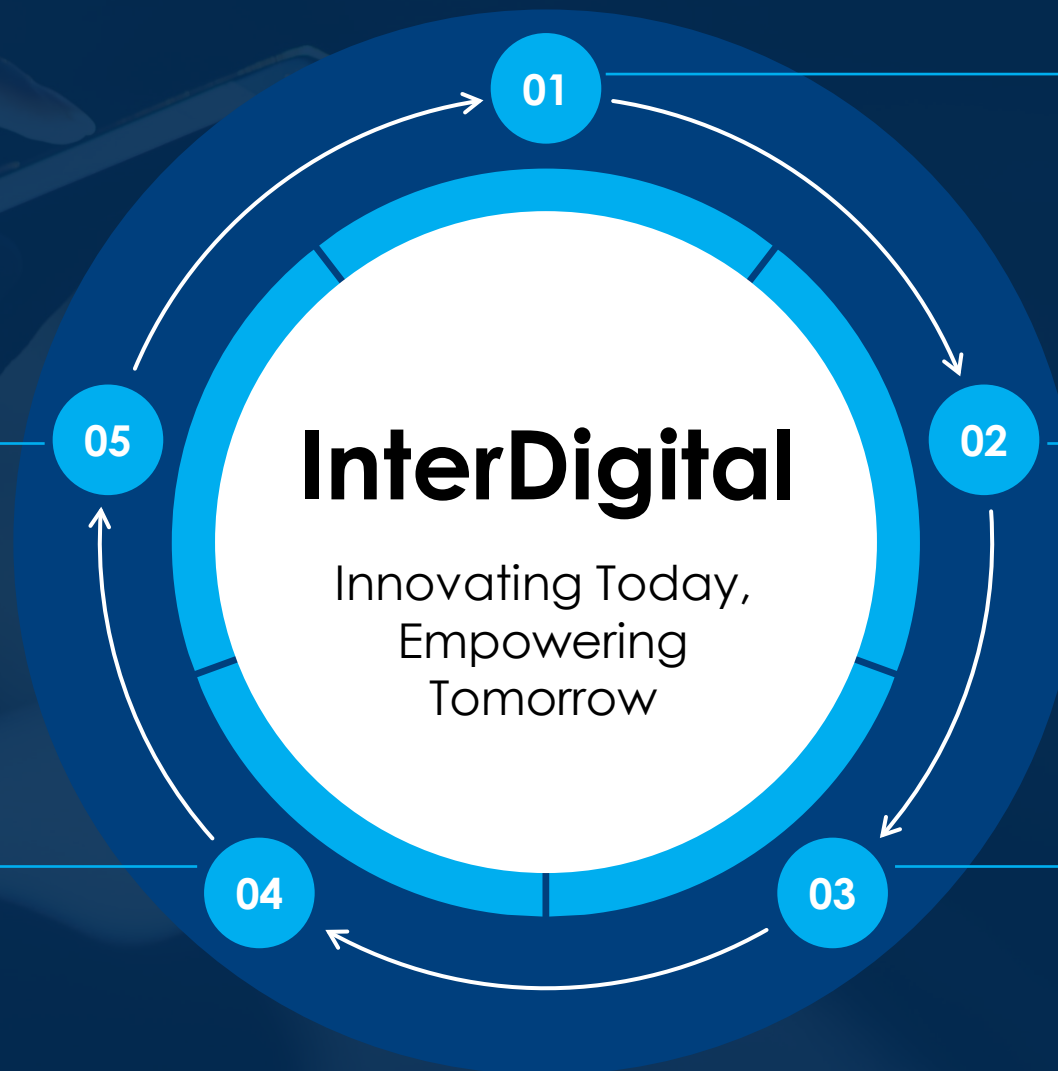 01
05
02
InterDigital
Innovating Today,
Empowering
Tomorrow
04
03